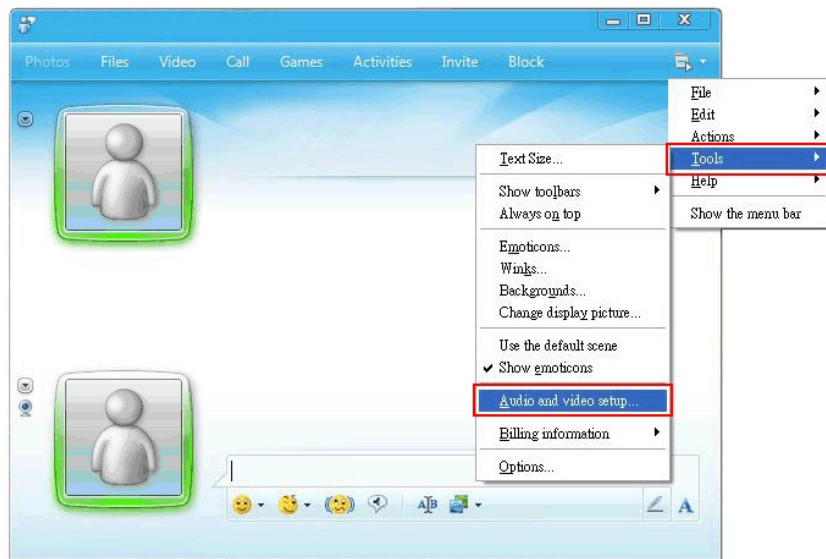 Photos Files Video Call Games Activities Invite Block
File
Edit
Actions
Tools
Help
Show the menu bar
Text Size...
Show toolbars
Always on top
Emoticons...
Winks...
Backgrounds...
Change display picture...
Use the default scene
Show emoticons
Audio and video setup...
Billing information
Options...
AB A